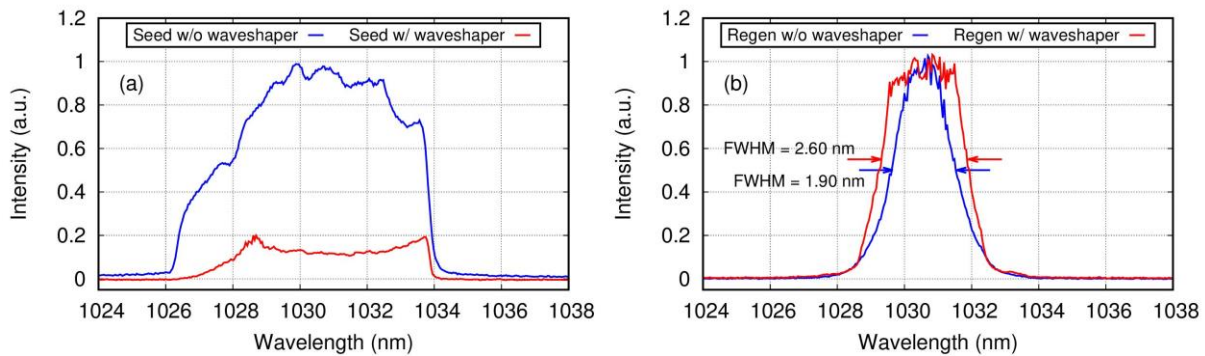 Seed w/o waveshaper Seed w/ waveshaper
(a)
Intensity (a.u.)
1.2
1
0.8
0.6
0.4
0.2
0
1024 1026 1028 1030 1032 1034 1036 1038
Wavelength (nm)
Regen w/o waveshaper Regen w/ waveshaper
(b)
Intensity (a.u.)
1.2
1
0.8
0.6
0.4
0.2
0
FWHM = 2.60 nm
FWHM = 1.90 nm
1024 1026 1028 1030 1032 1034 1036 1038
Wavelength (nm)